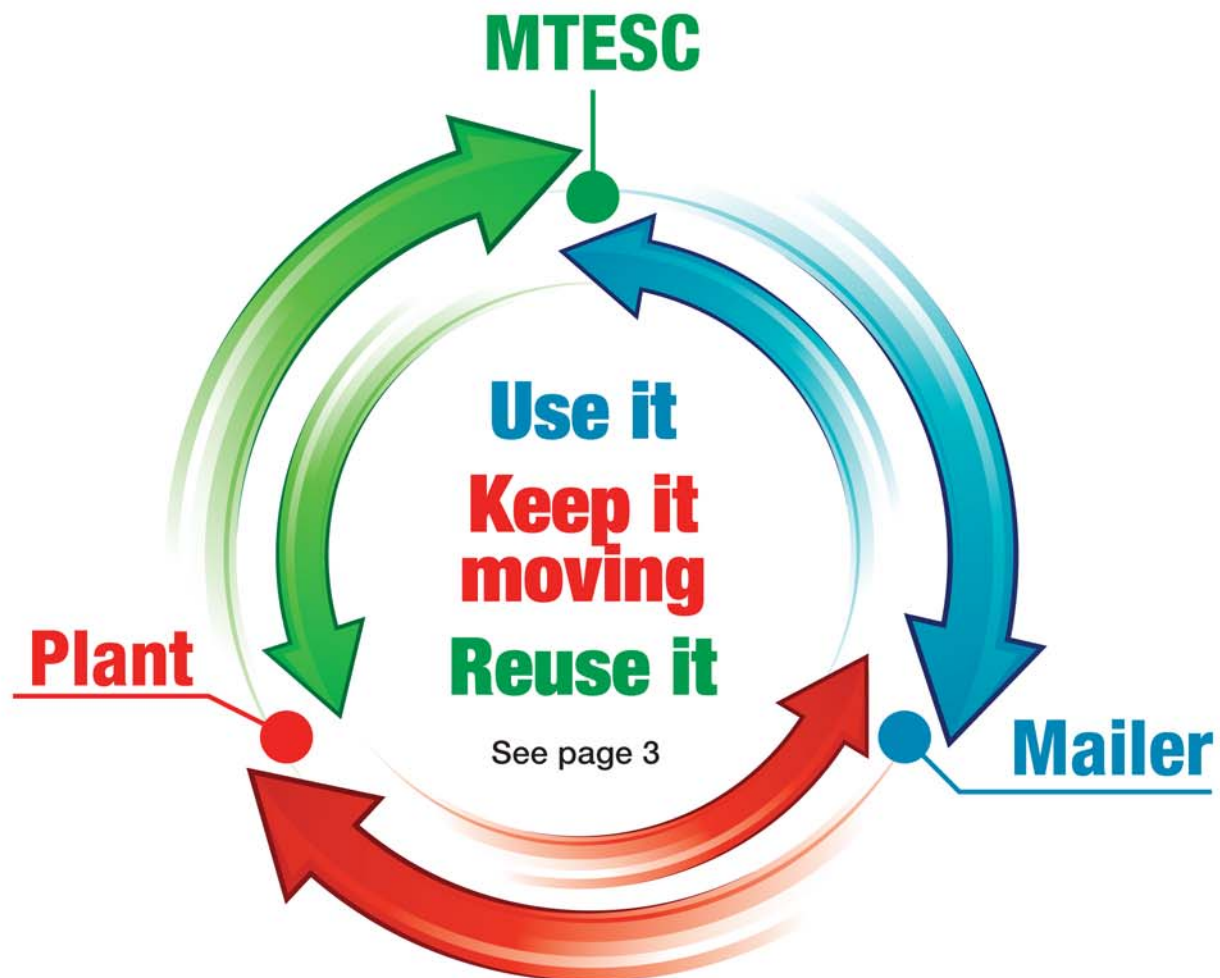 MTESC
Use it
Keep it
moving
Reuse it
See page 3
Plant
Mailer